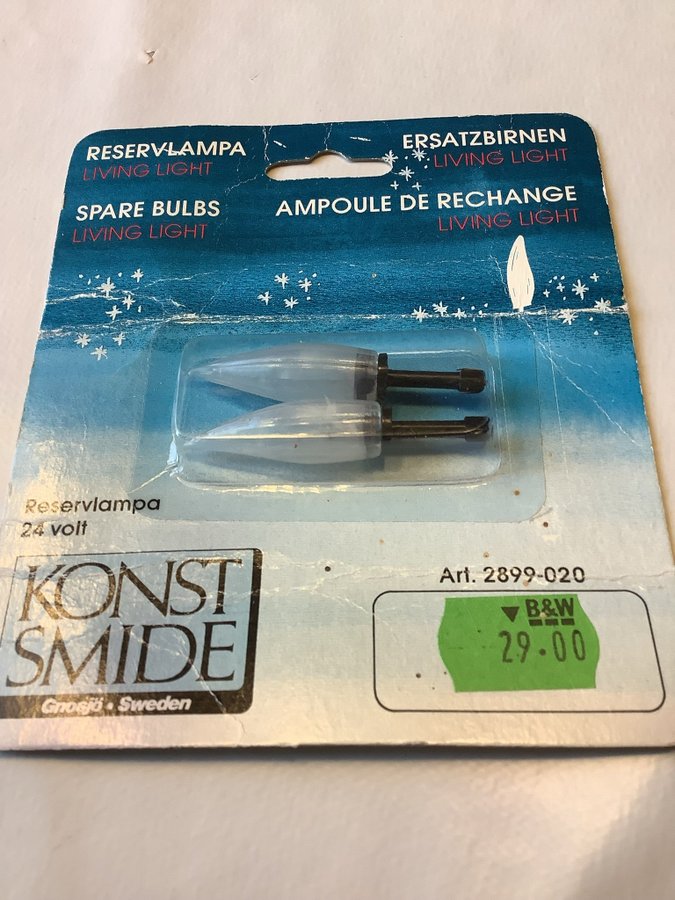 RESERVLAMPA
LIVING LIGHT
ERSATZBIRNEN
LIVING LIGHT
SPARE BULBS
LIVING LIGHT
AMPOULE DE RECHANGE
LIVING LIGHT
Reservlampa
24 volt
KONST
SMIDE
Gnosjö • Sweden
Art. 2899-020
B&W
29.00